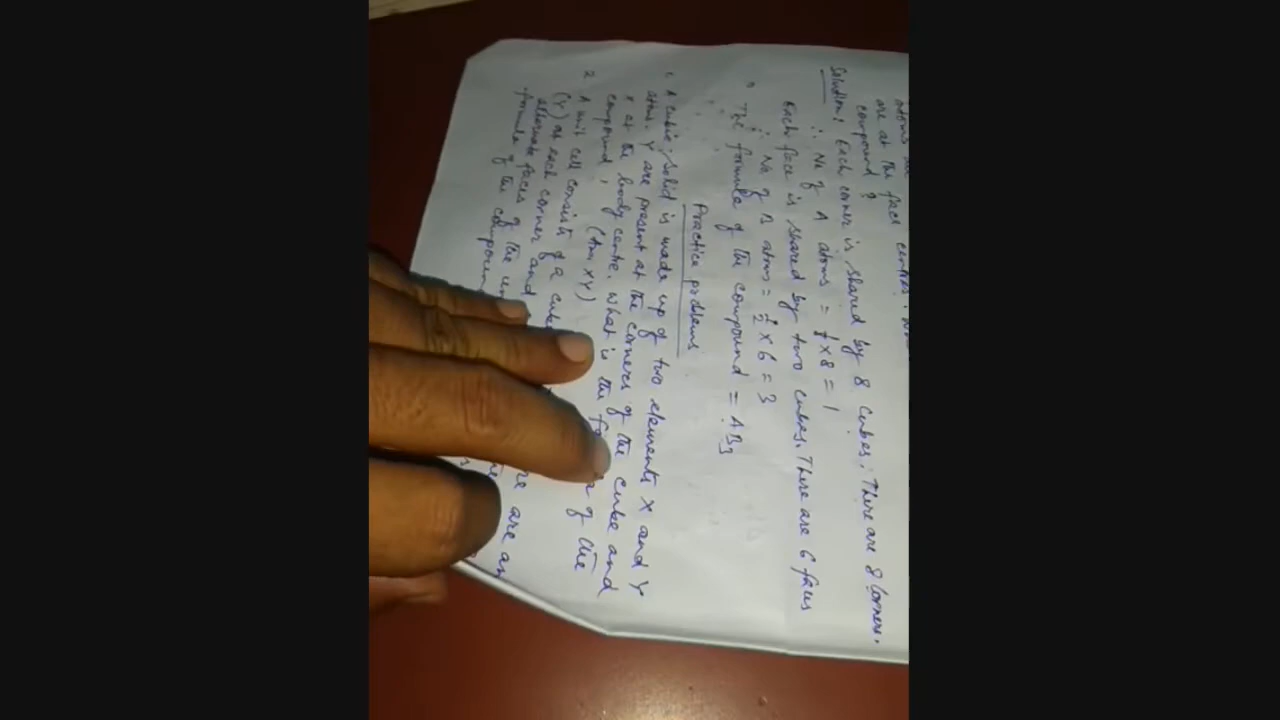 are at the face centres.
compound?
Solution: Each corner is shared by 8 cubes. There are 8 corners.
∴ No of A atoms = 1/8 × 8 = 1
Each face is shared by two cubes. There are 6 faces
∴ No of B atoms = 1/2 × 6 = 3
∴ The formula of the compound = AB3
Practice problems
1. A cubic solid is made up of two elements X and Y
atoms. Y are present at the corners of the cube and
X at the body centre. What is the of the
compound, (Ans XY)
2 A unit cell consists of a cube are an
(Y) at each corner and
alternate faces of the
formula of the